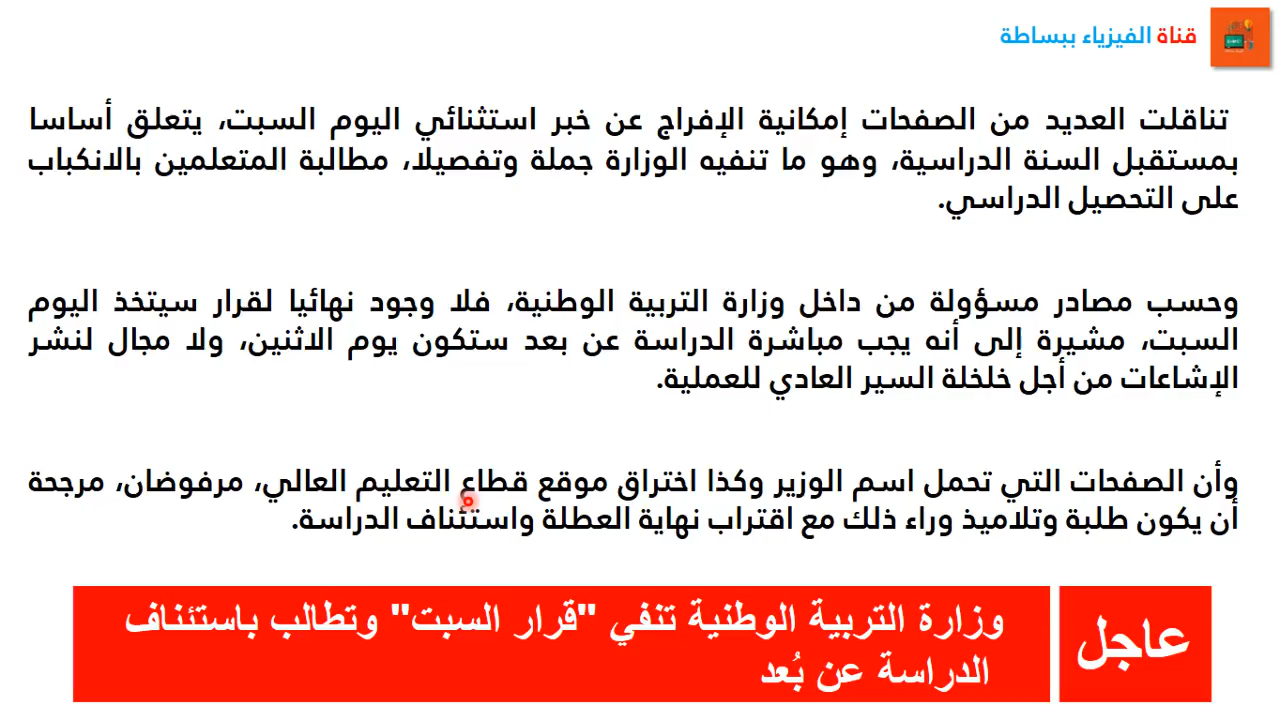 قناة الفيزياء ببساطة
تناقلت العديد من الصفحات إمكانية الإفراج عن خبر استثنائي اليوم السبت، يتعلق أساسا
بمستقبل السنة الدراسية، وهو ما تنفيه الوزارة جملة وتفصيلا، مطالبة المتعلمين بالانكباب
على التحصيل الدراسي.
وحسب مصادر مسؤولة من داخل وزارة التربية الوطنية، فلا وجود نهائيا لقرار سيتخذ اليوم
السبت، مشيرة إلى أنه يجب مباشرة الدراسة عن بعد ستكون يوم الاثنين، ولا مجال لنشر
الإشاعات من أجل خلخلة السير العادي للعملية.
وأن الصفحات التي تحمل اسم الوزير وكذا اختراق موقع قطاع التعليم العالي، مرفوضان، مرجحة
أن يكون طلبة وتلاميذ وراء ذلك مع اقتراب نهاية العطلة واستئناف الدراسة.
عاجل
وزارة التربية الوطنية تنفي "قرار السبت" وتطالب باستئناف
الدراسة عن بُعد